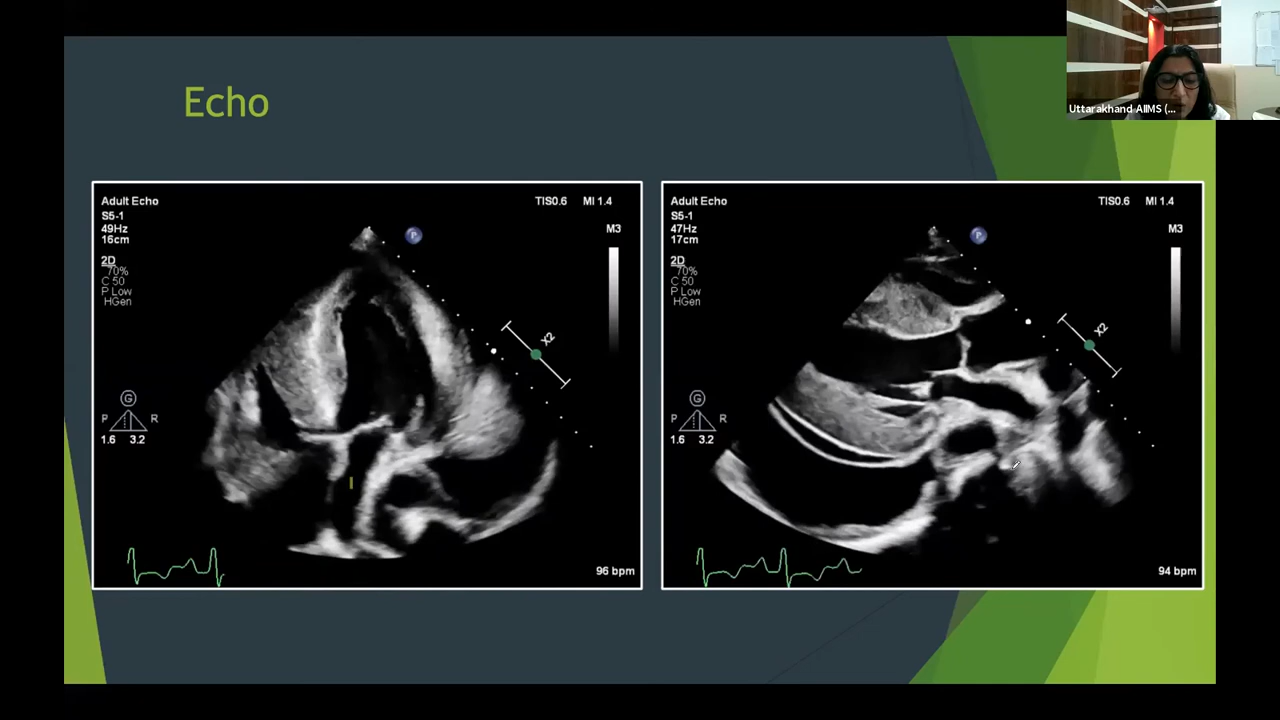 Echo
Uttarakhand AIIMS (...
Adult Echo
TIS0.6 MI 1.4
S5-1
49Hz
16cm
M3
2D
70%
C 50
P Low
HGen
P
X2
G
P R
1.6 3.2
96 bpm
Adult Echo
TIS0.6 MI 1.4
S5-1
47Hz
17cm
M3
2D
70%
C 50
P Low
HGen
P
X2
G
P R
1.6 3.2
94 bpm